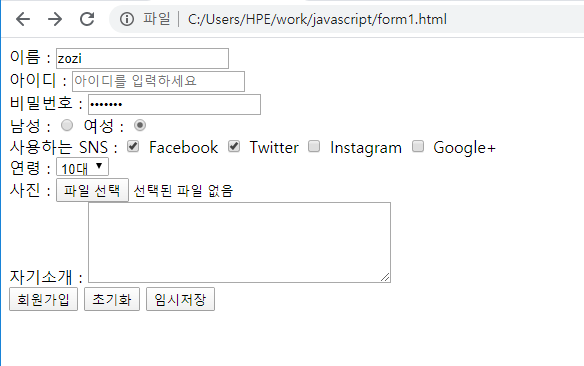 파일 C:/Users/HPE/work/javascript/form1.html
이름 : zozi
아이디 : 아이디를 입력하세요
비밀번호 : •••••••
남성 : 여성 :
사용하는 SNS : Facebook Twitter Instagram Google+
연령 : 10대
사진 : 파일 선택 선택된 파일 없음
자기소개 :
회원가입 초기화 임시저장